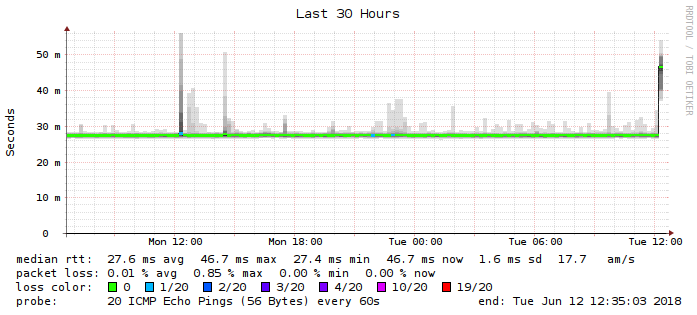 Last 30 Hours
RRDTOOL / TOBI OETIKER
Seconds
50 m
40 m
30 m
20 m
10 m
0
Mon 12:00 Mon 18:00 Tue 00:00 Tue 06:00 Tue 12:00
median rtt: 27.6 ms avg 46.7 ms max 27.4 ms min 46.7 ms now 1.6 ms sd 17.7 am/s
packet loss: 0.01 % avg 0.85 % max 0.00 % min 0.00 % now
loss color: 0 1/20 2/20 3/20 4/20 10/20 19/20
probe: 20 ICMP Echo Pings (56 Bytes) every 60s end: Tue Jun 12 12:35:03 2018